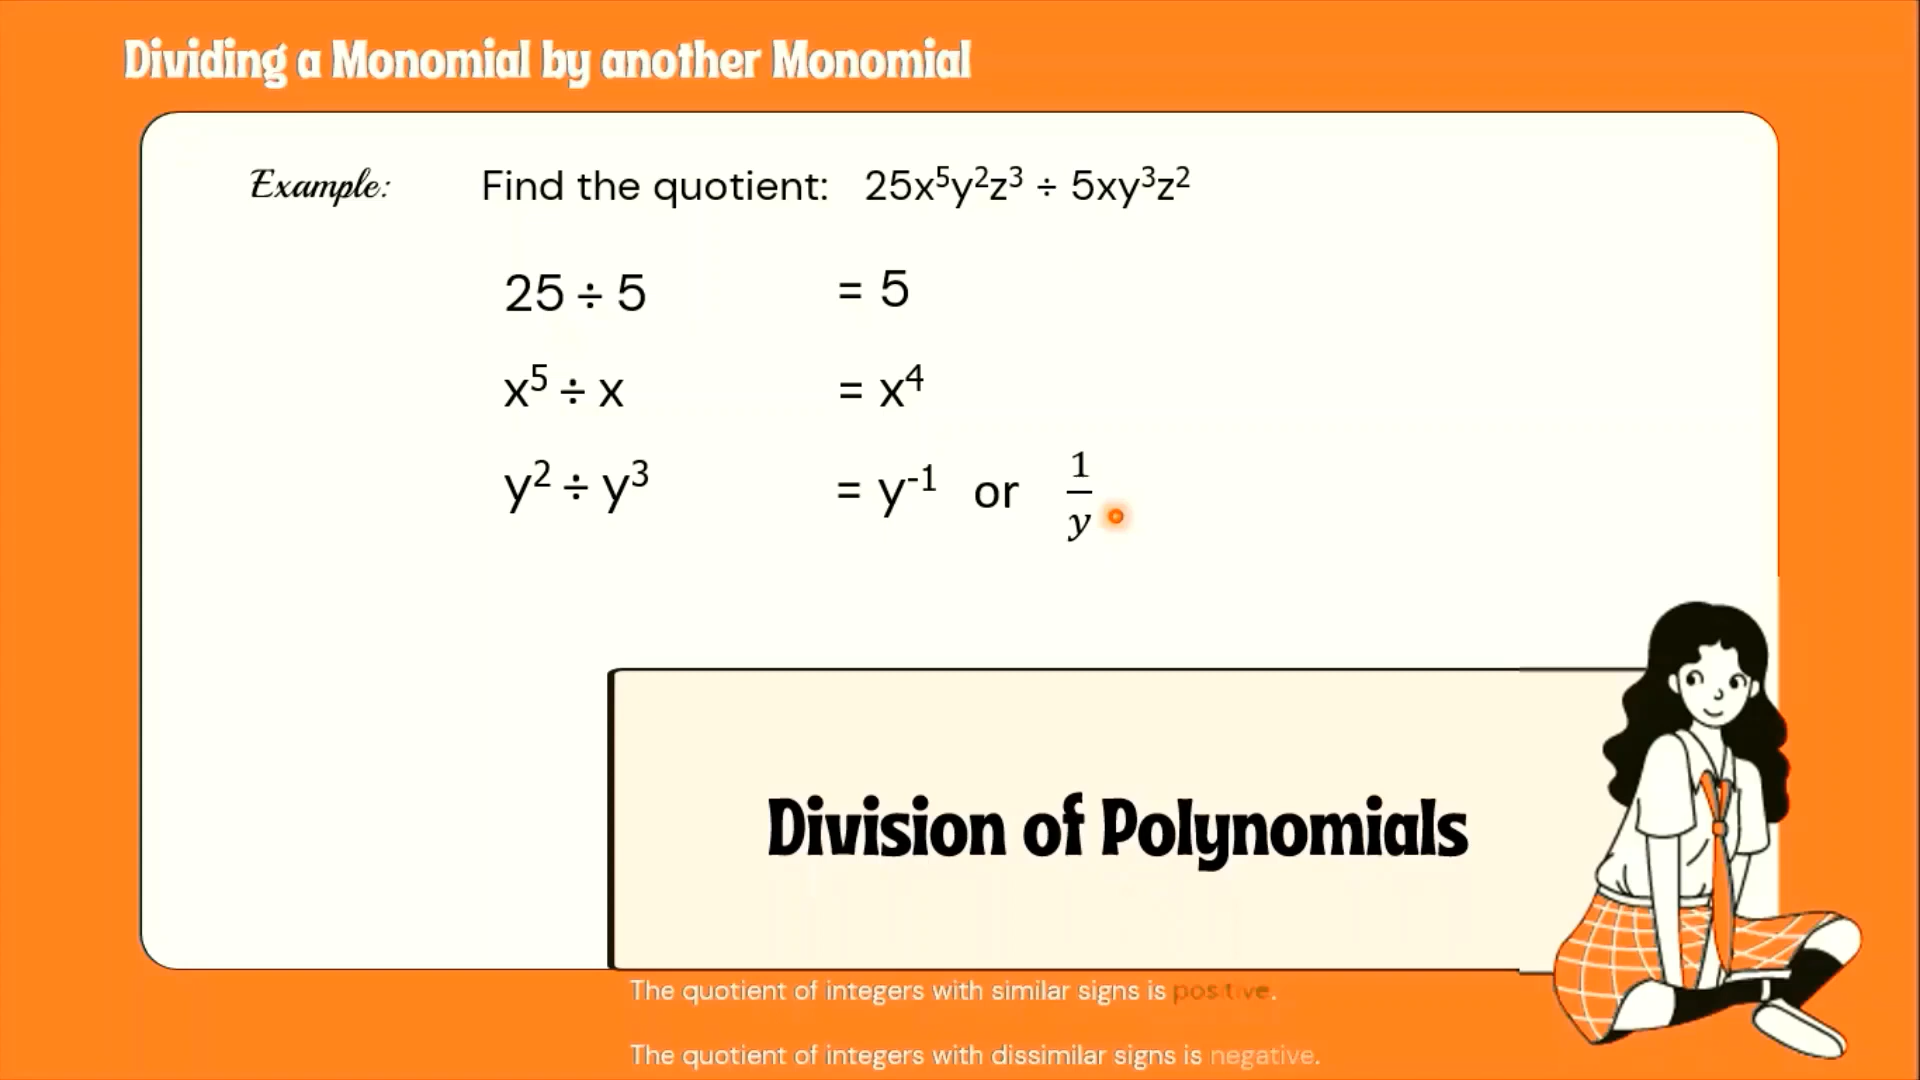 Dividing a Monomial by another Monomial
Example: Find the quotient: 25x⁵y²z³ ÷ 5xy³z²
25 ÷ 5 = 5
x⁵ ÷ x = x⁴
y² ÷ y³ = y⁻¹ or 1/y
Division of Polynomials
The quotient of integers with similar signs is positive.
The quotient of integers with dissimilar signs is negative.